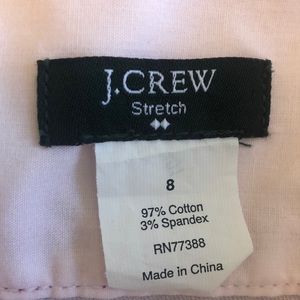 J.CREW
Stretch
8
97% Cotton
3% Spandex
RN77388
Made in China